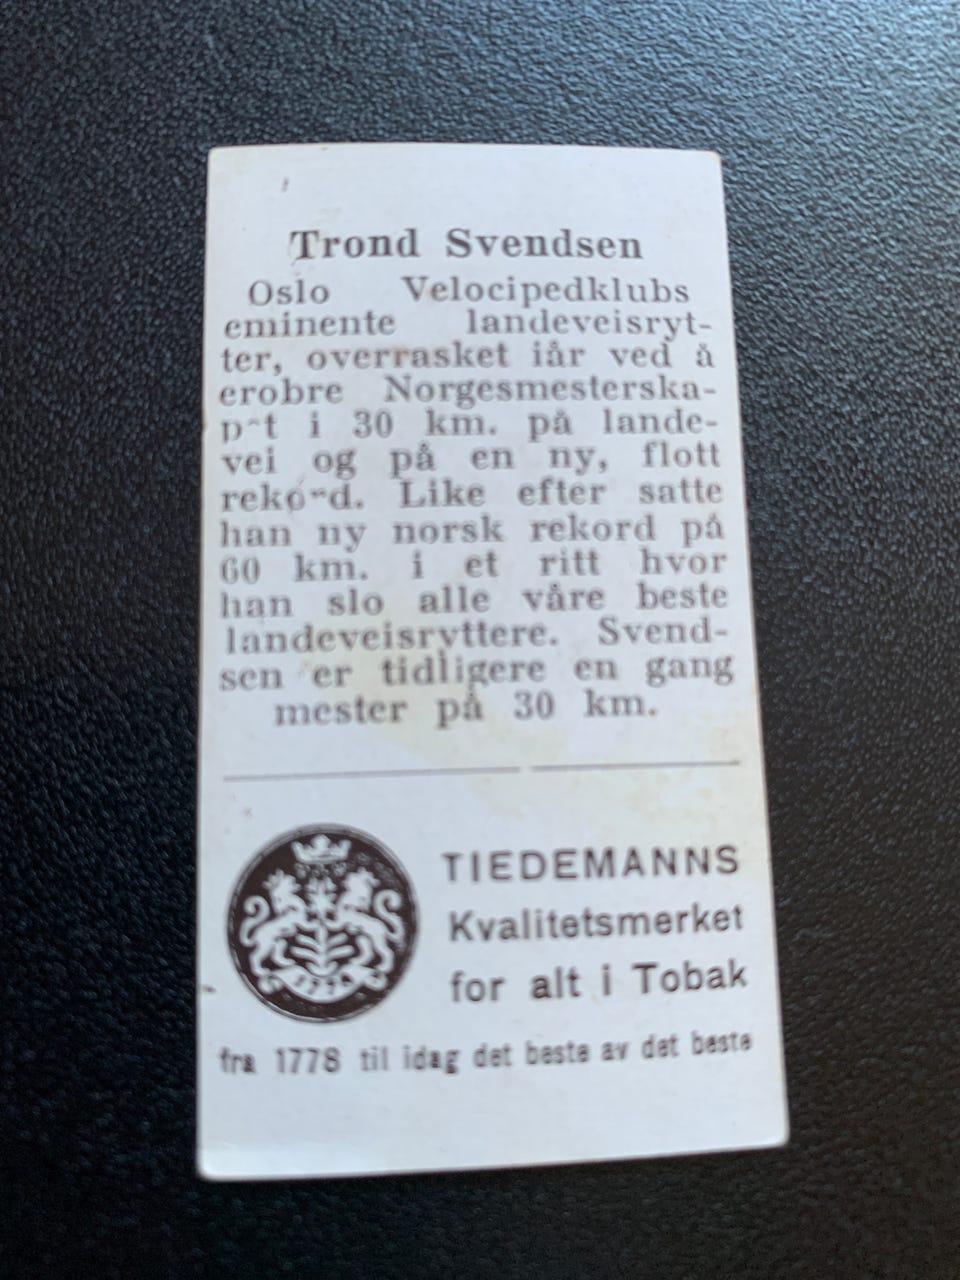 Trond Svendsen
Oslo Velocipedklubs
eminente landeveisryt-
ter, overrasket iår ved å
erobre Norgesmesterska-
pet i 30 km. på lande-
vei og på en ny, flott
rekord. Like efter satte
han ny norsk rekord på
60 km. i et ritt hvor
han slo alle våre beste
landeveisryttere. Svend-
sen er tidligere en gang
mester på 30 km.
1778
TIEDEMANNS
Kvalitetsmerket
for alt i Tobak
fra 1778 til idag det beste av det beste